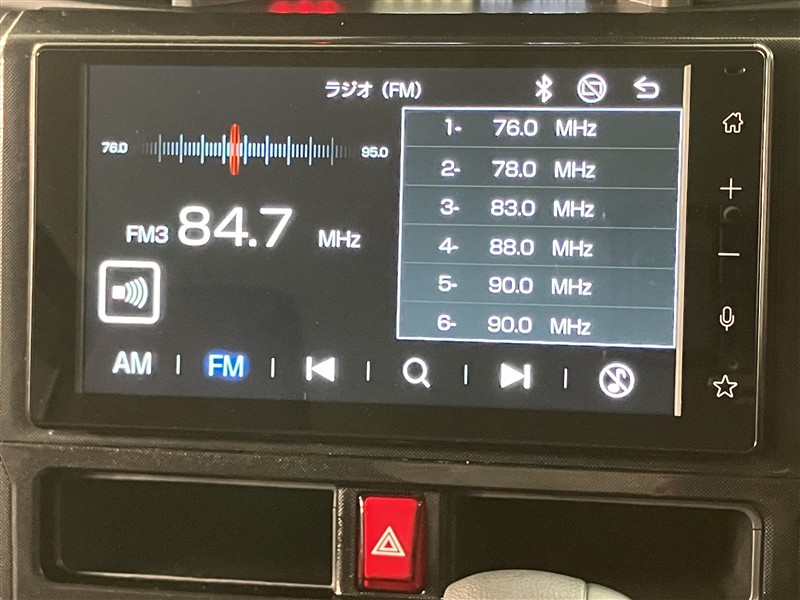 ラジオ (FM)
76.0
95.0
FM3 84.7 MHz
1- 76.0 MHz
2- 78.0 MHz
3- 83.0 MHz
4- 88.0 MHz
5- 90.0 MHz
6- 90.0 MHz
AM
FM